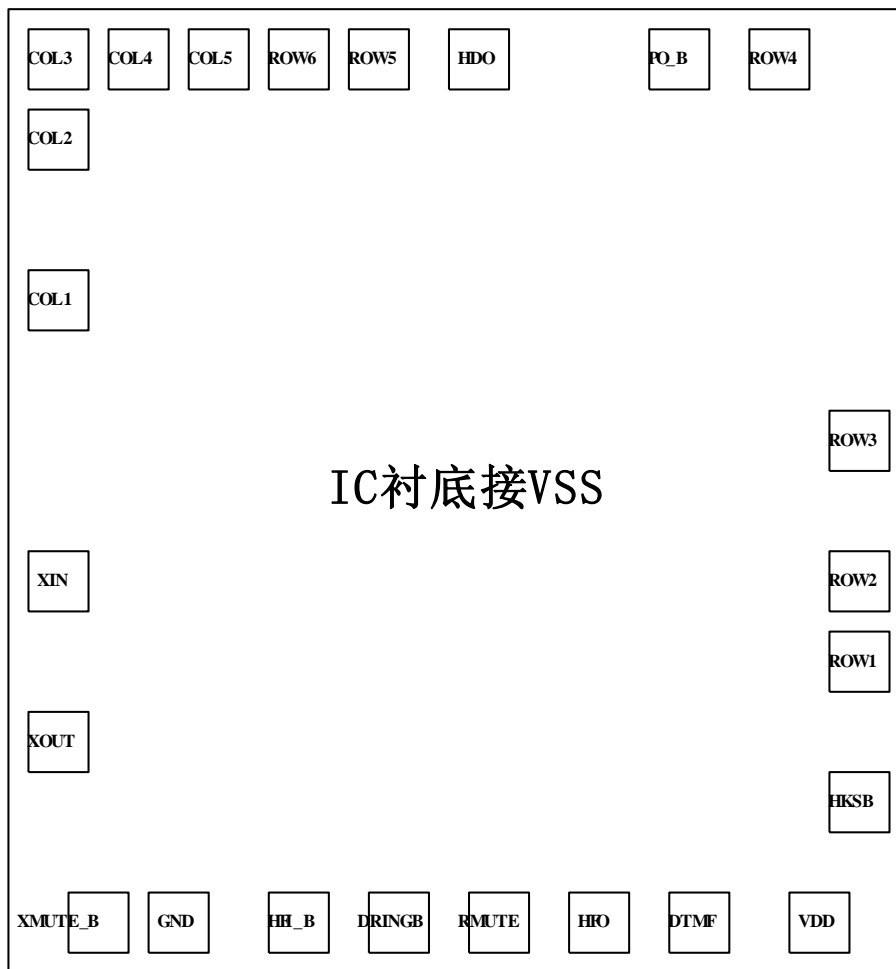 COL3 COL4 COL5 ROW6 ROW5 HDO PO_B ROW4
COL2
COL1
ROW3
IC衬底接VSS
XIN ROW2
ROW1
XOUT
HKSB
XMUTE_B GND HFI_B DRINGB RMUTE HFO DTMF VDD